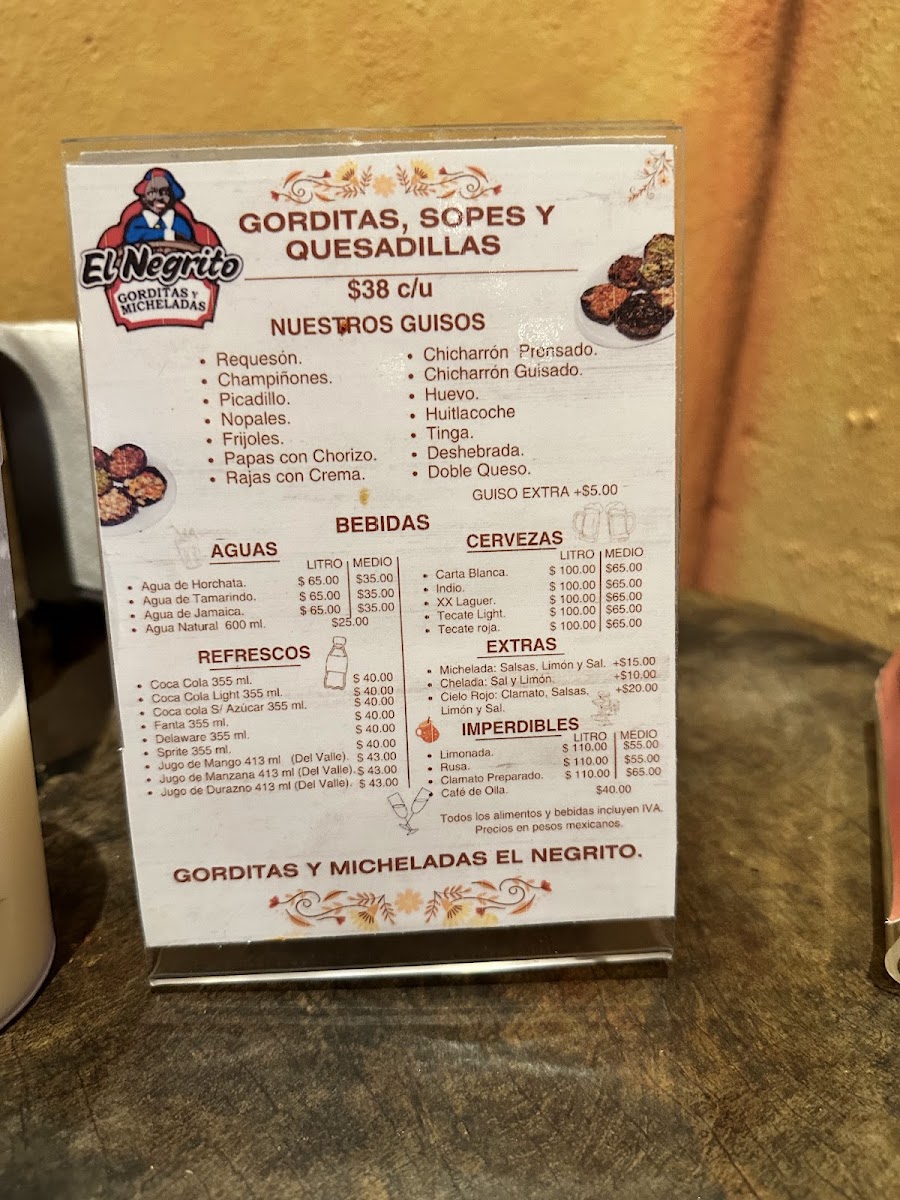 El Negrito
GORDITAS Y
MICHELADAS
GORDITAS, SOPES Y
QUESADILLAS
$38 c/u
NUESTROS GUISOS
• Requesón.
• Champiñones.
• Picadillo.
• Nopales.
• Frijoles.
• Papas con Chorizo.
• Rajas con Crema.
• Chicharrón Prensado.
• Chicharrón Guisado.
• Huevo.
• Huitlacoche
• Tinga.
• Deshebrada.
• Doble Queso.
GUISO EXTRA +$5.00
BEBIDAS
AGUAS
LITRO MEDIO
• Agua de Horchata. $ 65.00 $35.00
• Agua de Tamarindo. $ 65.00 $35.00
• Agua de Jamaica. $ 65.00 $35.00
• Agua Natural 600 ml. $25.00
REFRESCOS
• Coca Cola 355 ml. $ 40.00
• Coca Cola Light 355 ml. $ 40.00
• Coca cola S/ Azúcar 355 ml. $ 40.00
• Fanta 355 ml. $ 40.00
• Delaware 355 ml. $ 40.00
• Sprite 355 ml. $ 40.00
• Jugo de Mango 413 ml (Del Valle). $ 43.00
• Jugo de Manzana 413 ml (Del Valle). $ 43.00
• Jugo de Durazno 413 ml (Del Valle). $ 43.00
CERVEZAS
LITRO MEDIO
• Carta Blanca. $ 100.00 $65.00
• Indio. $ 100.00 $65.00
• XX Laguer. $ 100.00 $65.00
• Tecate Light. $ 100.00 $65.00
• Tecate roja. $ 100.00 $65.00
EXTRAS
• Michelada: Salsas, Limón y Sal. +$15.00
• Chelada: Sal y Limón. +$10.00
• Cielo Rojo: Clamato, Salsas, +$20.00
Limón y Sal.
IMPERDIBLES
LITRO MEDIO
• Limonada. $ 110.00 $55.00
• Rusa. $ 110.00 $55.00
• Clamato Preparado. $ 110.00 $65.00
• Café de Olla. $40.00
Todos los alimentos y bebidas incluyen IVA.
Precios en pesos mexicanos.
GORDITAS Y MICHELADAS EL NEGRITO.